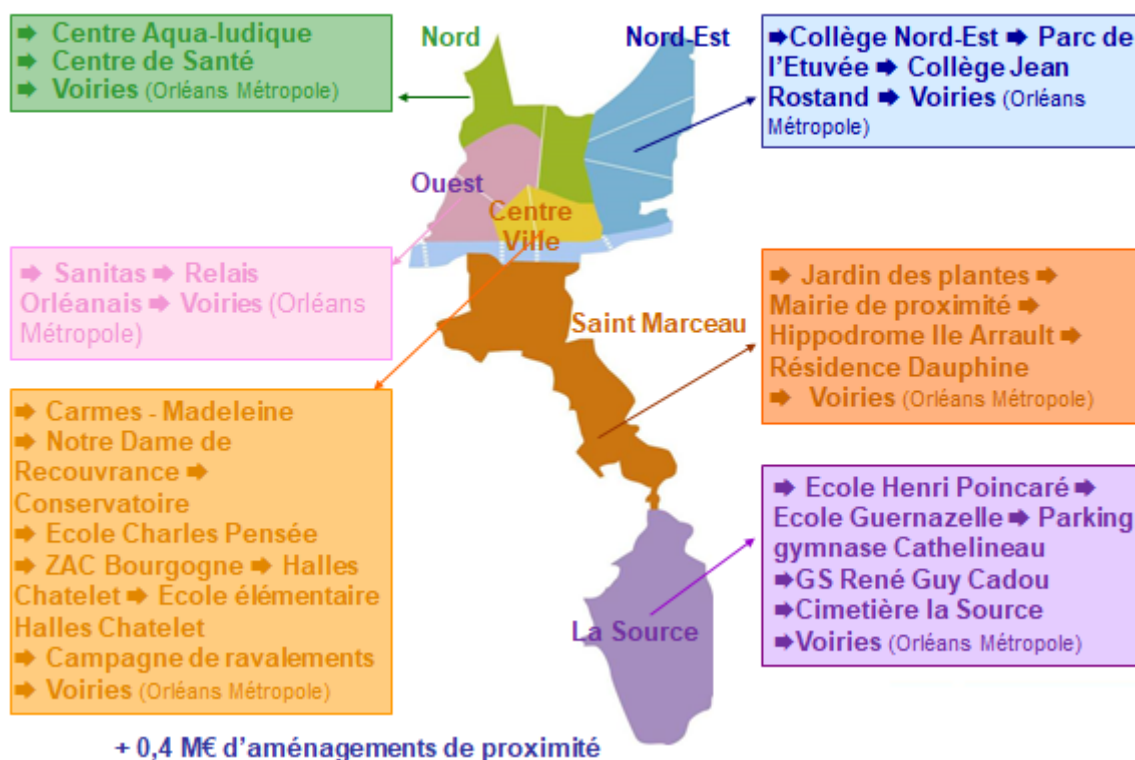 ➡ Centre Aqua-ludique
➡ Centre de Santé
➡ Voiries (Orléans Métropole)
Nord
Nord-Est
➡Collège Nord-Est ➡ Parc de
l'Etuvée ➡ Collège Jean
Rostand ➡ Voiries (Orléans
Métropole)
Ouest
Centre
Ville
➡ Sanitas ➡ Relais
Orléanais ➡ Voiries (Orléans
Métropole)
Saint Marceau
➡ Jardin des plantes ➡
Mairie de proximité ➡
Hippodrome Ile Arrault ➡
Résidence Dauphine
➡ Voiries (Orléans Métropole)
➡ Carmes - Madeleine
➡ Notre Dame de
Recouvrance ➡
Conservatoire
➡ Ecole Charles Pensée
➡ ZAC Bourgogne ➡ Halles
Chatelet ➡ Ecole élémentaire
Halles Chatelet
➡ Campagne de ravalements
➡ Voiries (Orléans Métropole)
La Source
➡ Ecole Henri Poincaré ➡
Ecole Guernazelle ➡ Parking
gymnase Cathelineau
➡GS René Guy Cadou
➡Cimetière la Source
➡Voiries (Orléans Métropole)
+ 0,4 M€ d'aménagements de proximité